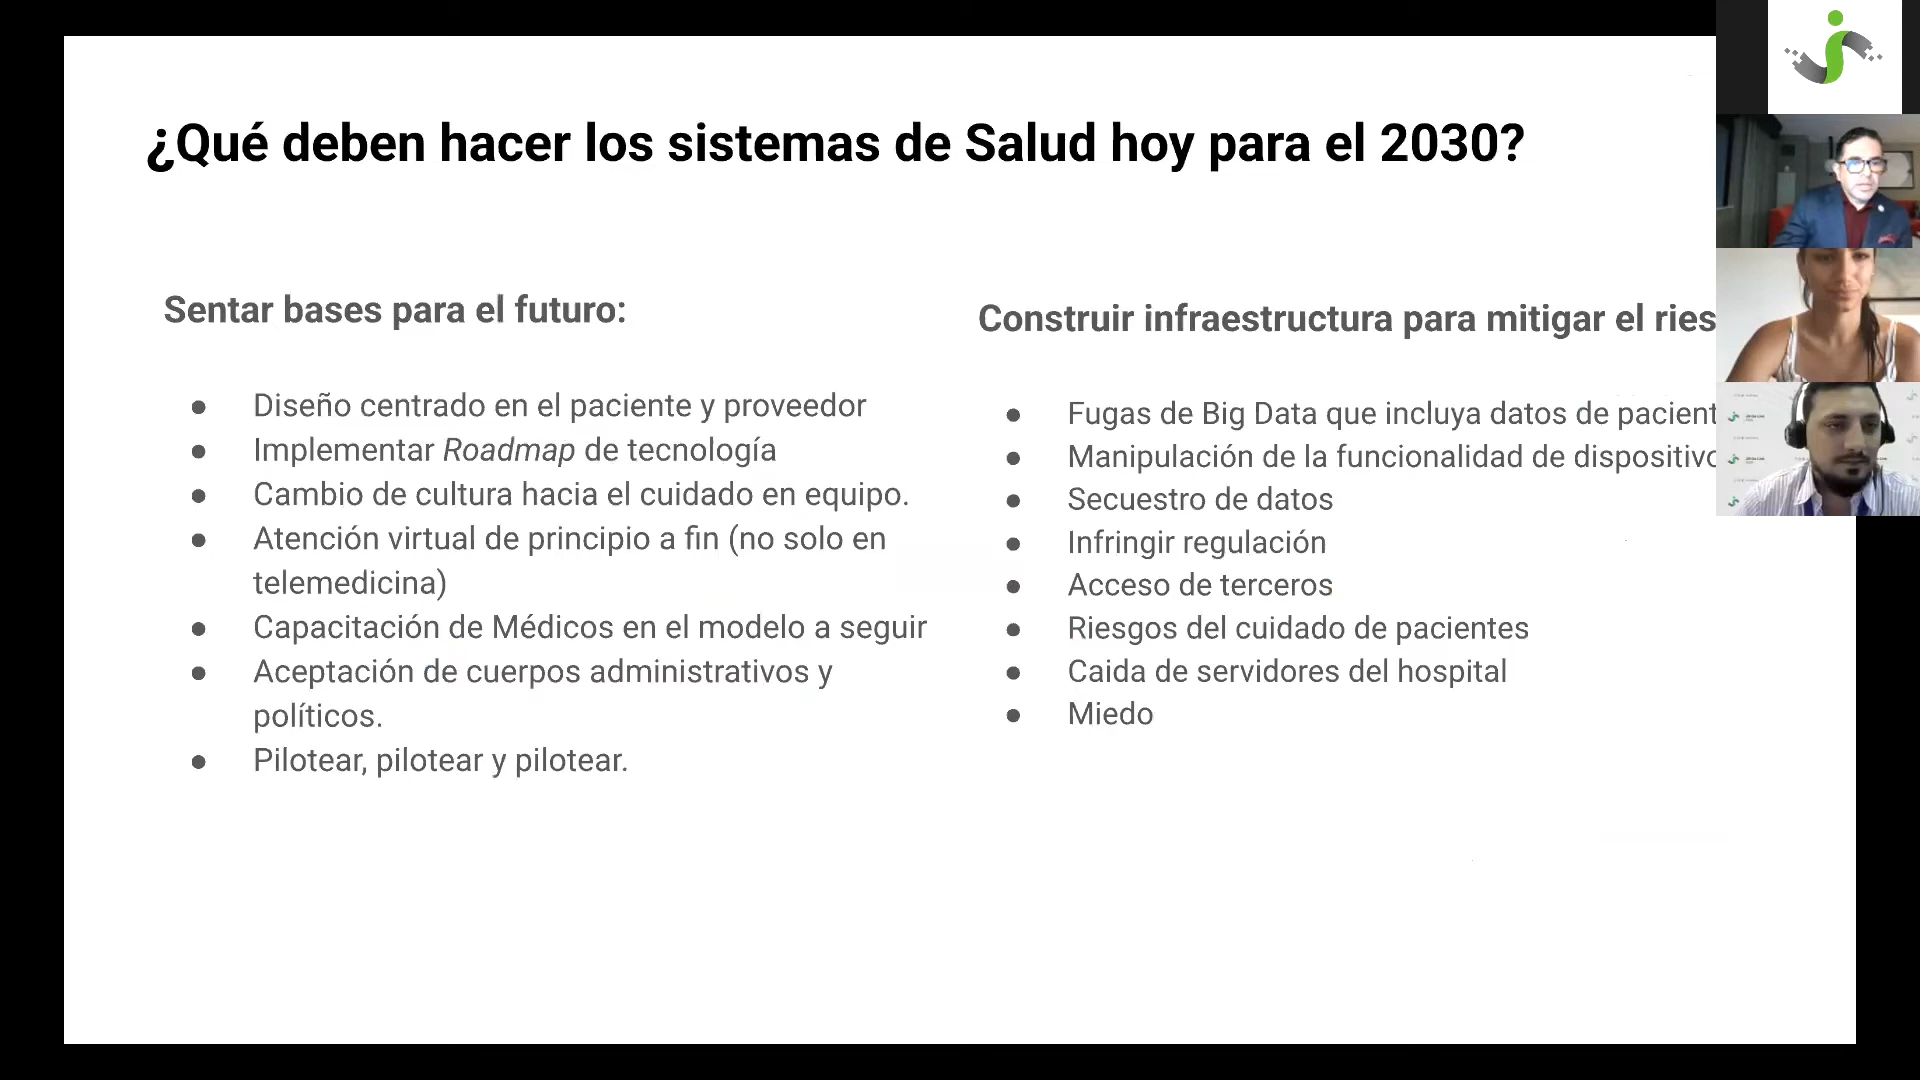 ¿Qué deben hacer los sistemas de Salud hoy para el 2030?
Sentar bases para el futuro:
● Diseño centrado en el paciente y proveedor
● Implementar Roadmap de tecnología
● Cambio de cultura hacia el cuidado en equipo.
● Atención virtual de principio a fin (no solo en
telemedicina)
● Capacitación de Médicos en el modelo a seguir
● Aceptación de cuerpos administrativos y
políticos.
● Pilotear, pilotear y pilotear.
Construir infraestructura para mitigar el ries
● Fugas de Big Data que incluya datos de pacient
● Manipulación de la funcionalidad de dispositivo
● Secuestro de datos
● Infringir regulación
● Acceso de terceros
● Riesgos del cuidado de pacientes
● Caida de servidores del hospital
● Miedo